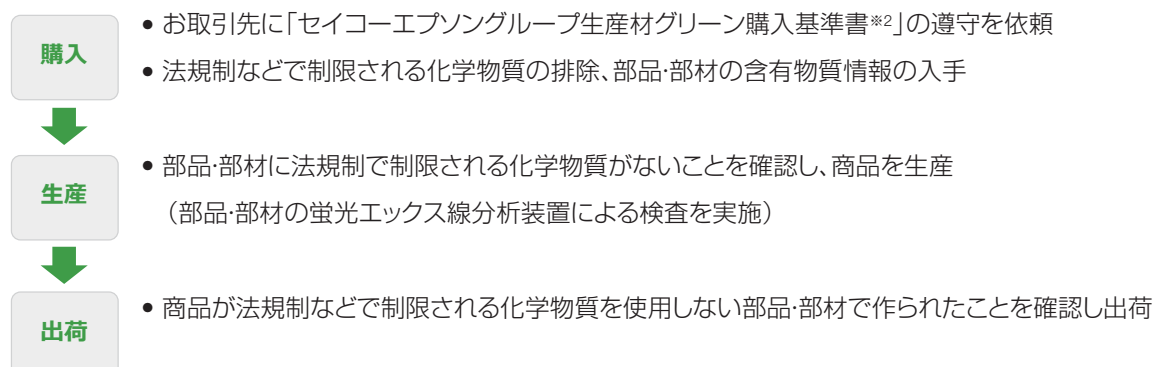 購入
● お取引先に「セイコーエプソングループ生産材グリーン購入基準書※2」の遵守を依頼
● 法規制などで制限される化学物質の排除、部品・部材の含有物質情報の入手
生産
● 部品・部材に法規制で制限される化学物質がないことを確認し、商品を生産
（部品・部材の蛍光エックス線分析装置による検査を実施）
出荷
● 商品が法規制などで制限される化学物質を使用しない部品・部材で作られたことを確認し出荷